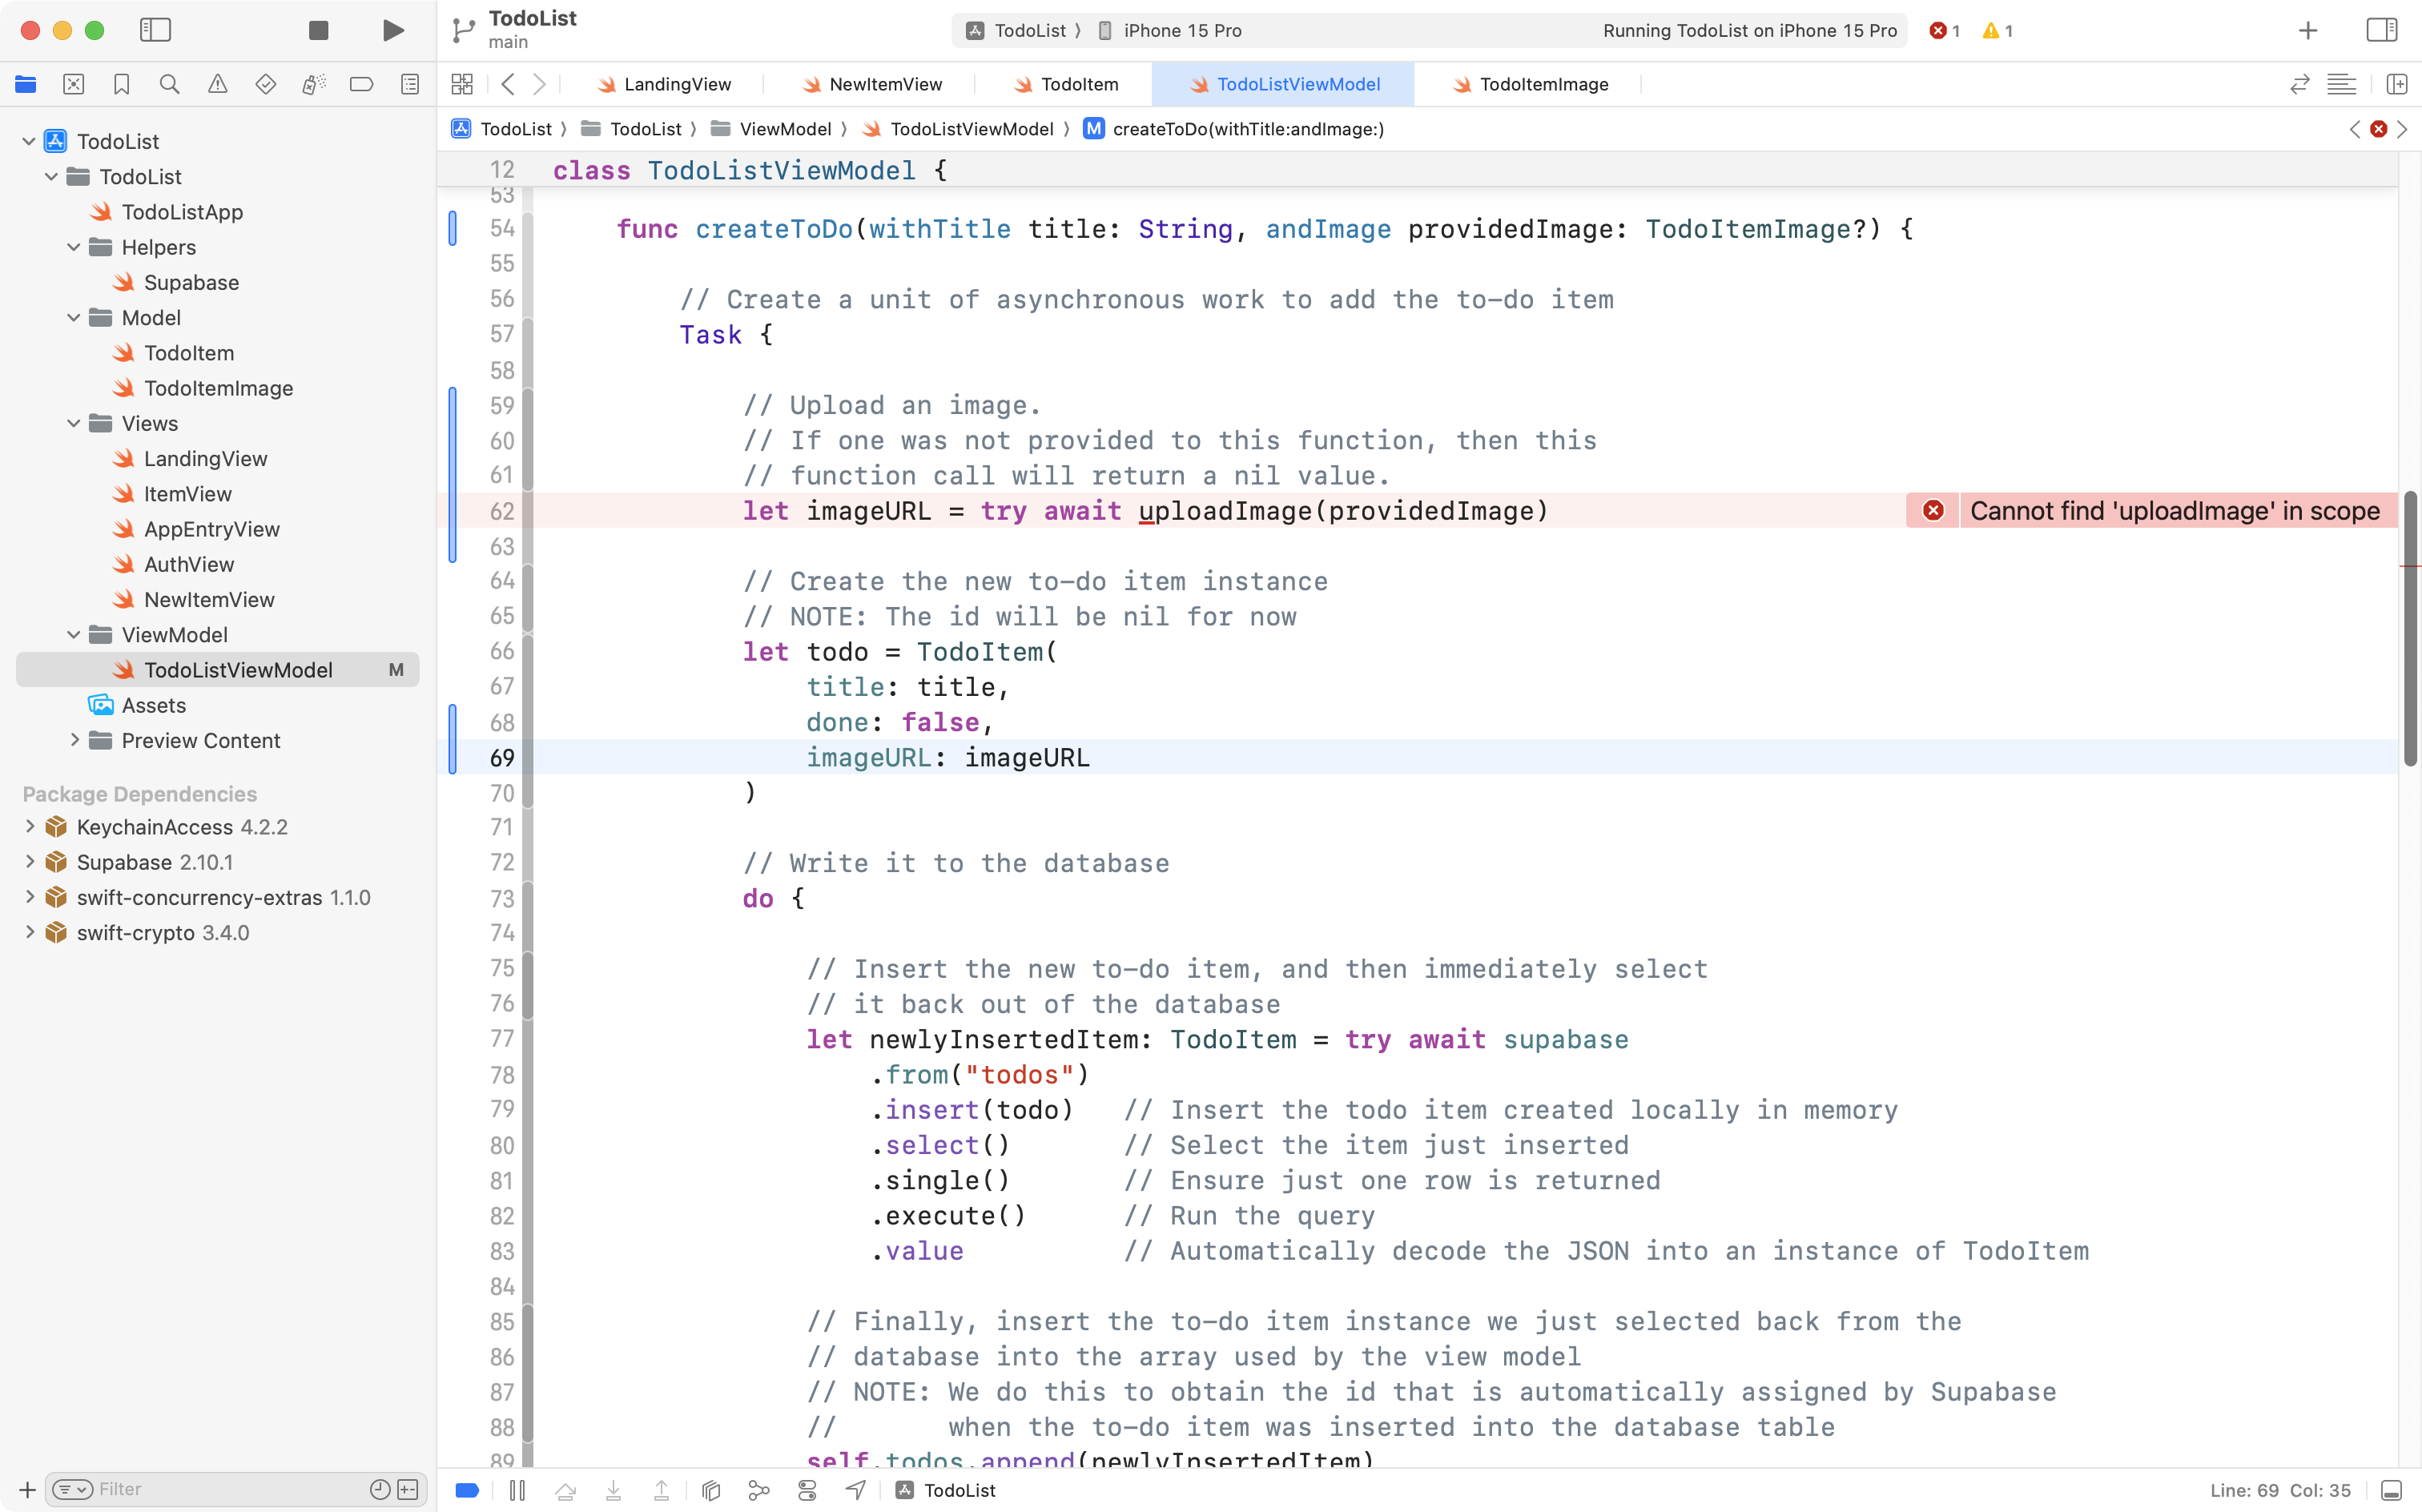 TodoList
main
TodoList 〉 iPhone 15 Pro
Running TodoList on iPhone 15 Pro
1
1
LandingView
NewItemView
TodoItem
TodoListViewModel
TodoItemImage
TodoList 〉 TodoList 〉 ViewModel 〉 TodoListViewModel 〉 M createToDo(withTitle:andImage:)
TodoList
TodoList
TodoListApp
Helpers
Supabase
Model
TodoItem
TodoItemImage
Views
LandingView
ItemView
AppEntryView
AuthView
NewItemView
ViewModel
TodoListViewModel M
Assets
Preview Content
Package Dependencies
KeychainAccess 4.2.2
Supabase 2.10.1
swift-concurrency-extras 1.1.0
swift-crypto 3.4.0
Filter
12 class TodoListViewModel {
53
54 func createToDo(withTitle title: String, andImage providedImage: TodoItemImage?) {
55
56 // Create a unit of asynchronous work to add the to-do item
57 Task {
58
59 // Upload an image.
60 // If one was not provided to this function, then this
61 // function call will return a nil value.
62 let imageURL = try await uploadImage(providedImage)
Cannot find 'uploadImage' in scope
63
64 // Create the new to-do item instance
65 // NOTE: The id will be nil for now
66 let todo = TodoItem(
67 title: title,
68 done: false,
69 imageURL: imageURL
70 )
71
72 // Write it to the database
73 do {
74
75 // Insert the new to-do item, and then immediately select
76 // it back out of the database
77 let newlyInsertedItem: TodoItem = try await supabase
78 .from("todos")
79 .insert(todo) // Insert the todo item created locally in memory
80 .select() // Select the item just inserted
81 .single() // Ensure just one row is returned
82 .execute() // Run the query
83 .value // Automatically decode the JSON into an instance of TodoItem
84
85 // Finally, insert the to-do item instance we just selected back from the
86 // database into the array used by the view model
87 // NOTE: We do this to obtain the id that is automatically assigned by Supabase
88 // when the to-do item was inserted into the database table
89 self.todos.append(newlyInsertedItem)
TodoList
Line: 69 Col: 35